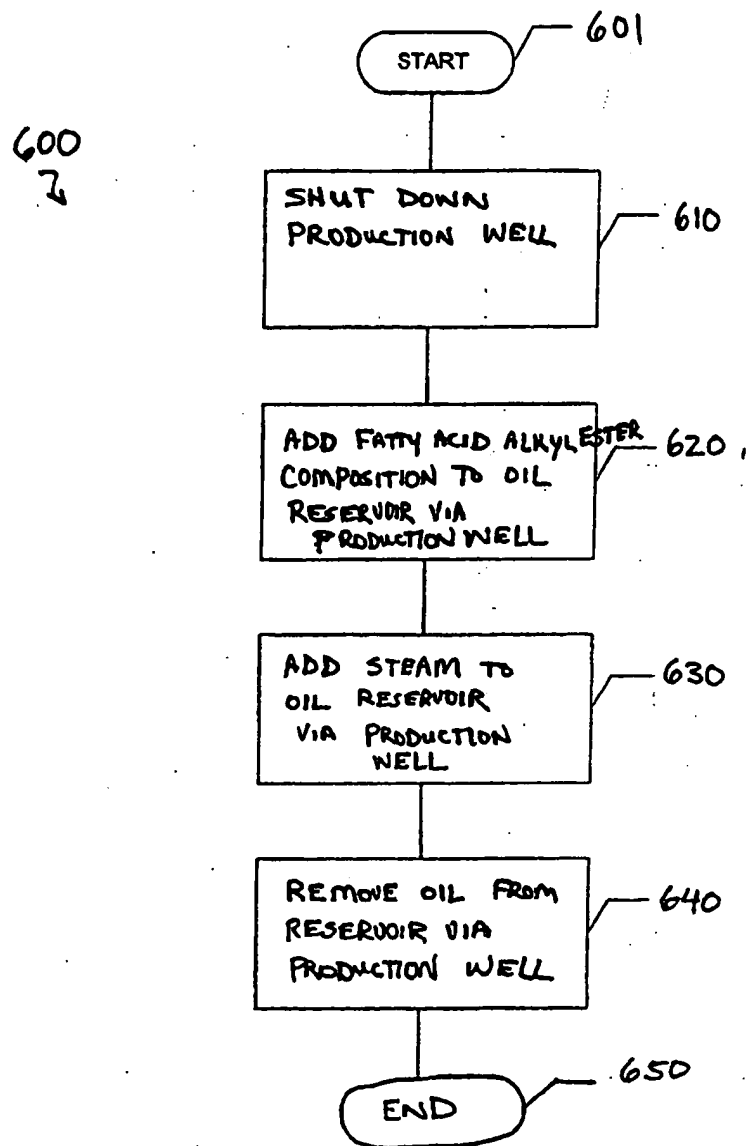 601
START
600
SHUT DOWN
PRODUCTION WELL
610
ADD FATTY ACID ALKYL ESTER
COMPOSITION TO OIL
RESERVOIR VIA
PRODUCTION WELL
620
ADD STEAM TO
OIL RESERVOIR
VIA PRODUCTION
WELL
630
REMOVE OIL FROM
RESERVOIR VIA
PRODUCTION WELL
640
END
650